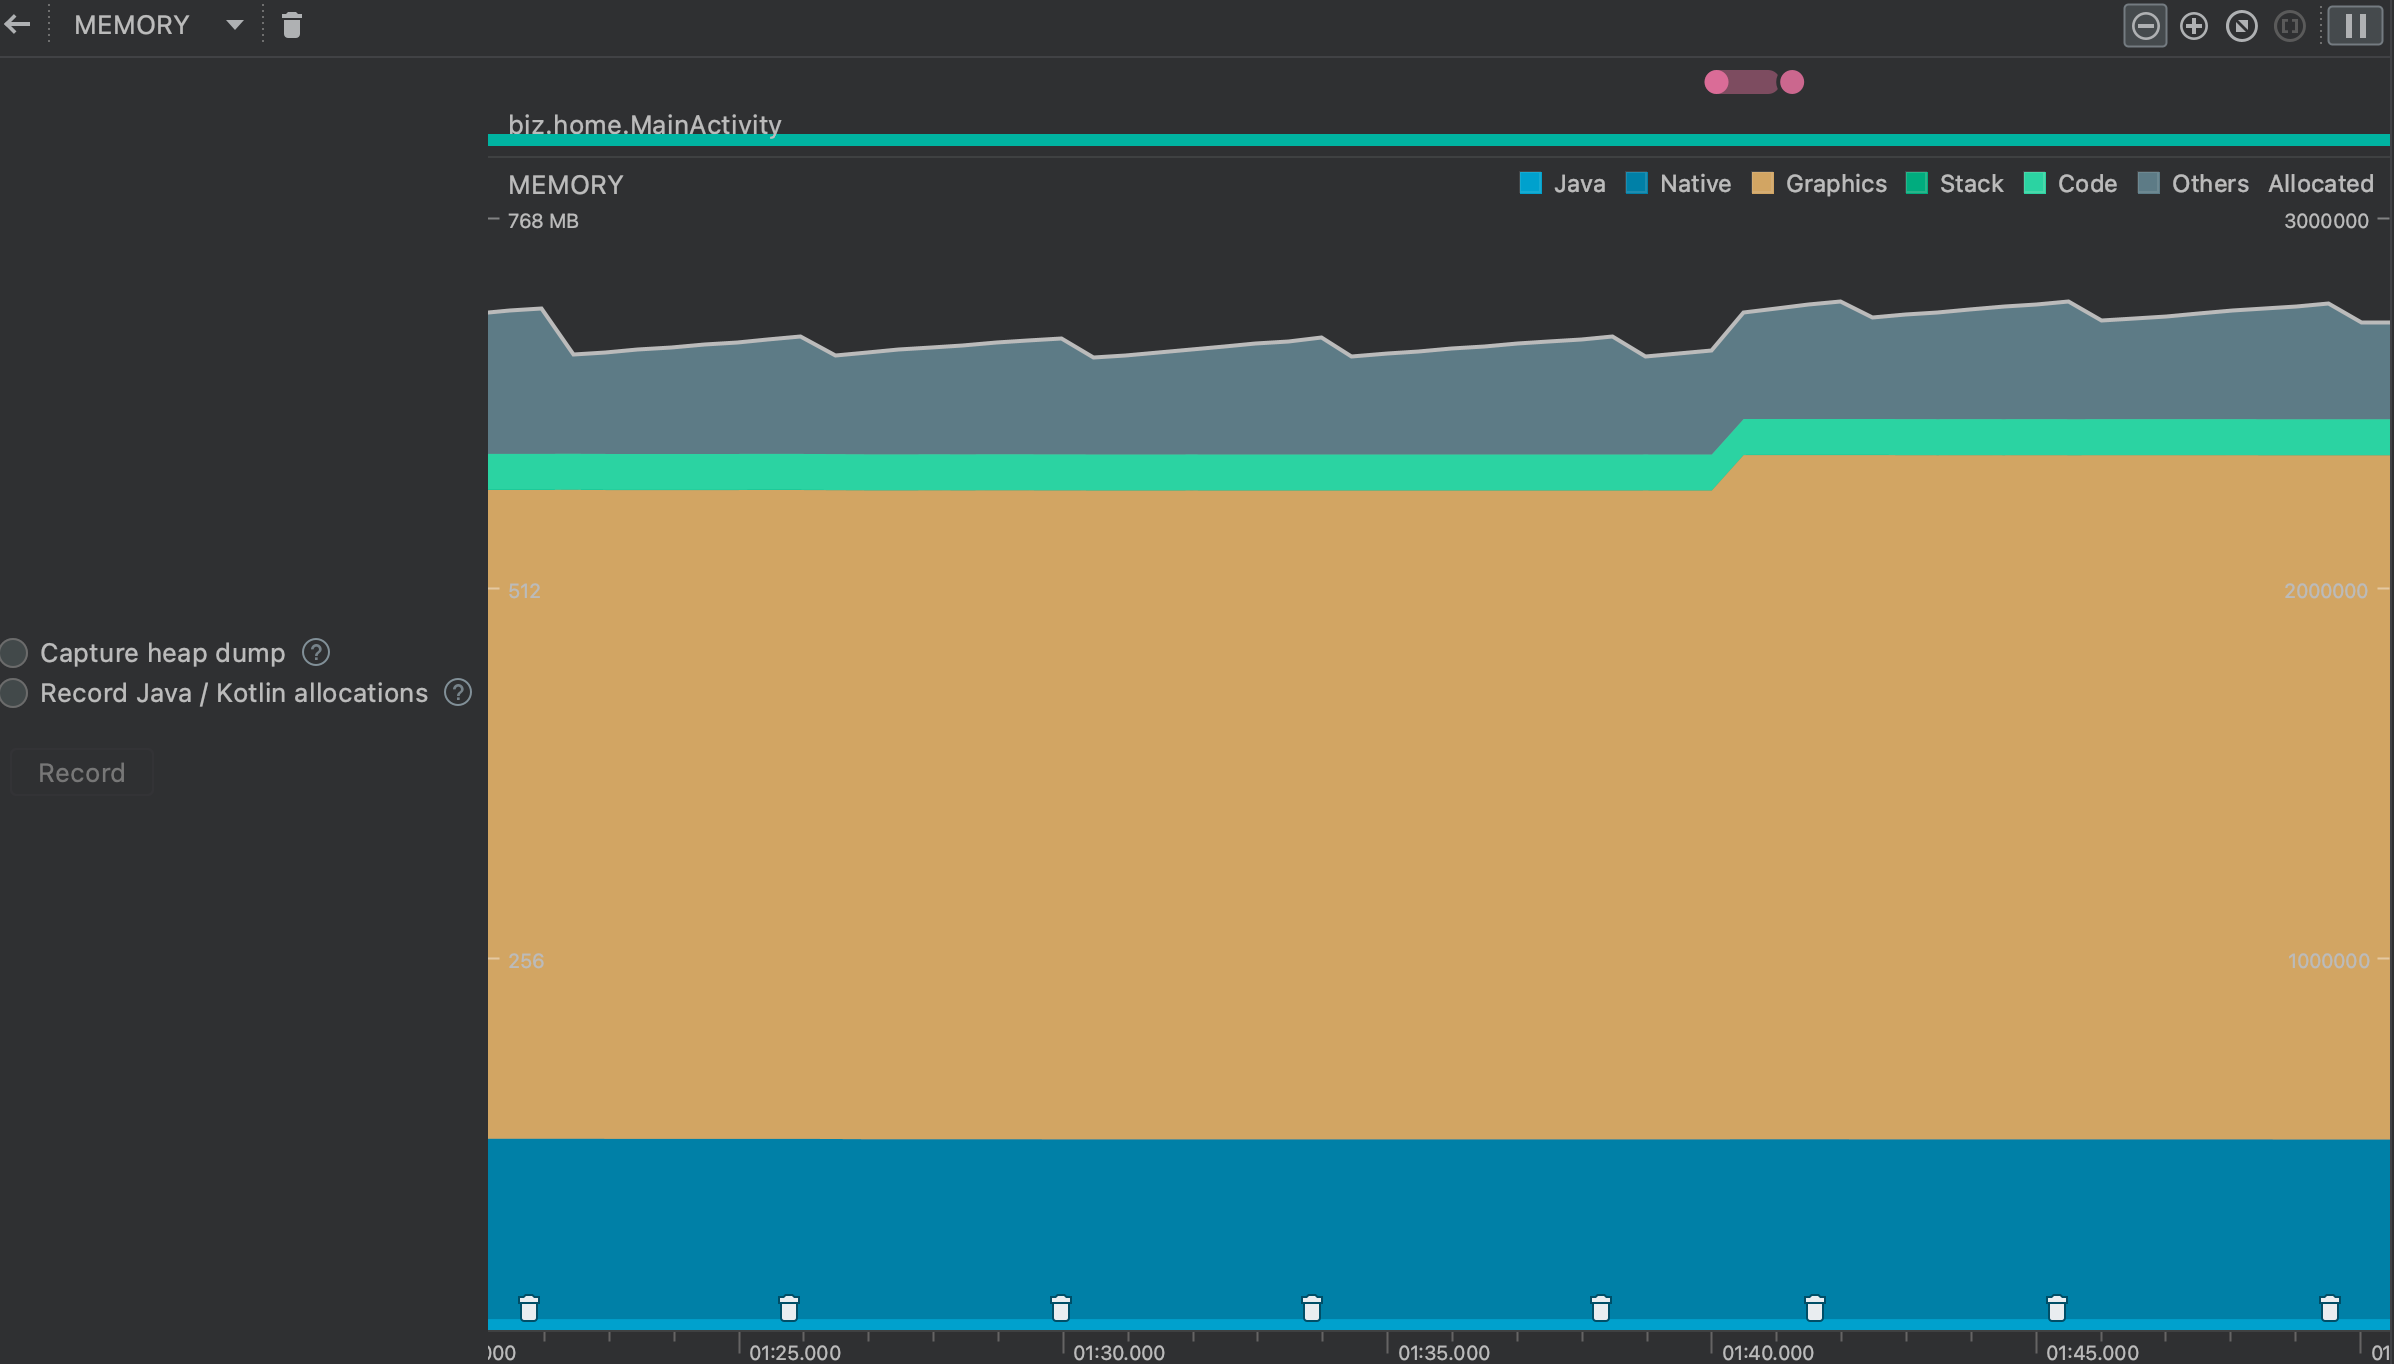 MEMORY
biz.home.MainActivity
MEMORY
Java Native Graphics Stack Code Others Allocated
768 MB
3000000
512
2000000
Capture heap dump ?
Record Java / Kotlin allocations ?
Record
256
1000000
000 01:25.000 01:30.000 01:35.000 01:40.000 01:45.000 01